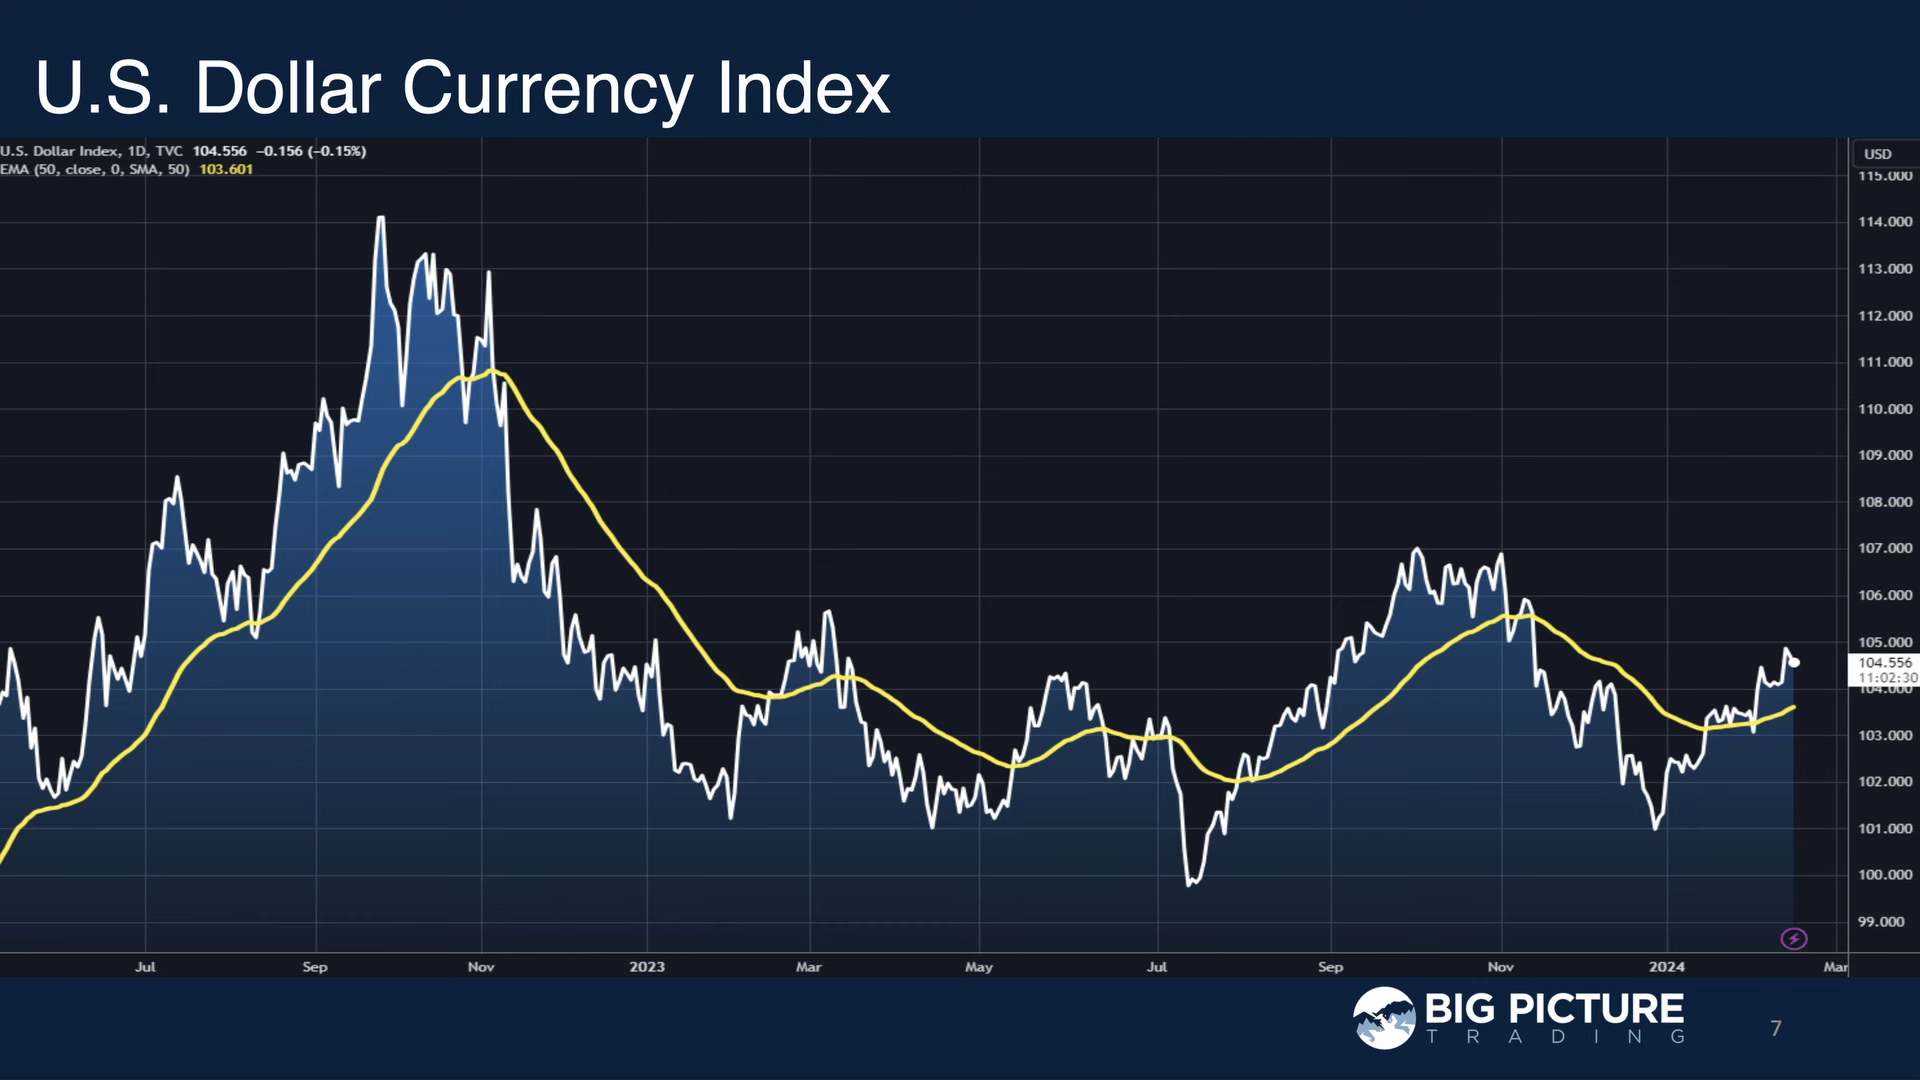 U.S. Dollar Currency Index
U.S. Dollar Index, 1D, TVC 104.556 −0.156 (−0.15%)
EMA (50, close, 0, SMA, 50) 103.601
USD
115.000
114.000
113.000
112.000
111.000
110.000
109.000
108.000
107.000
106.000
105.000
104.556
11:02:30
104.000
103.000
102.000
101.000
100.000
99.000
Jul Sep Nov 2023 Mar May Jul Sep Nov 2024 Mar
BIG PICTURE
TRADING
7